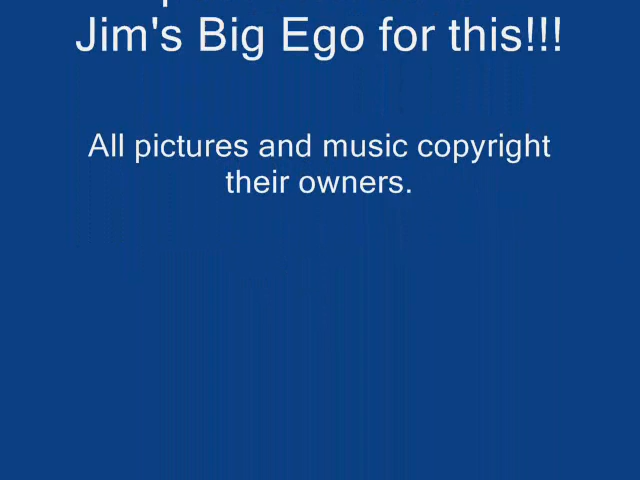 Jim's Big Ego for this!!!
All pictures and music copyright
their owners.